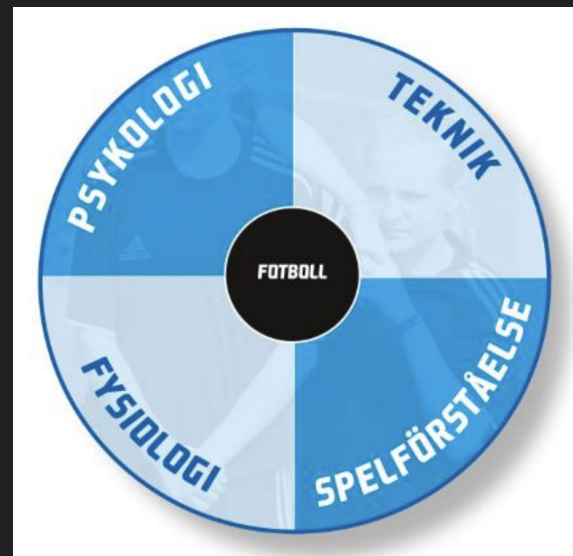 PSYKOLOGI
TEKNIK
FOTBOLL
FYSIOLOGI
SPELFÖRSTÅELSE